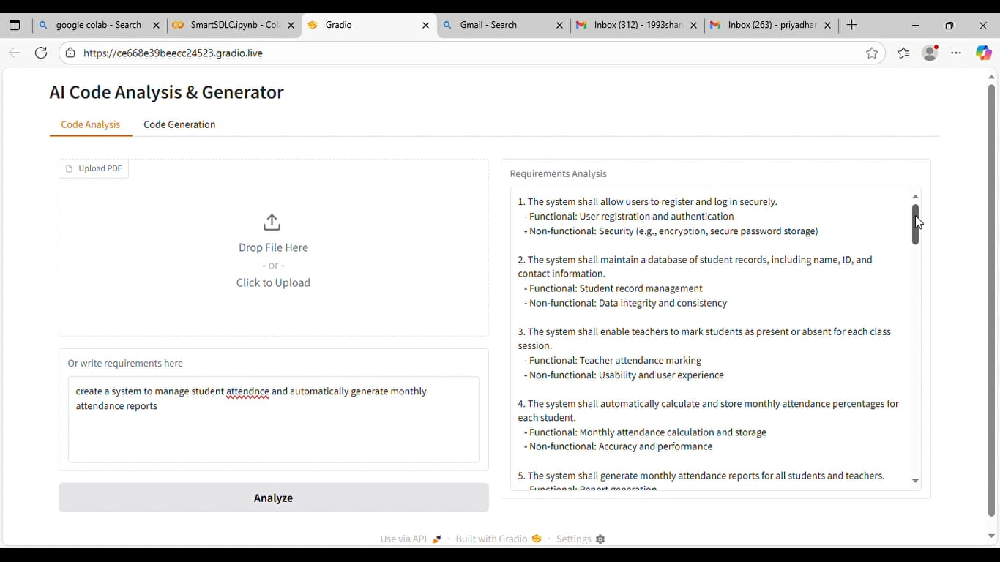 google colab - Search
SmartSDLC.ipynb - Col
Gradio
Gmail - Search
Inbox (312) - 1993shan
Inbox (263) - priyadhar
https://ce668e39beecc24523.gradio.live
AI Code Analysis & Generator
Code Analysis
Code Generation
Upload PDF
Drop File Here
- or -
Click to Upload
Or write requirements here
create a system to manage student attendnce and automatically generate monthly
attendance reports
Analyze
Requirements Analysis
1. The system shall allow users to register and log in securely.
- Functional: User registration and authentication
- Non-functional: Security (e.g., encryption, secure password storage)
2. The system shall maintain a database of student records, including name, ID, and
contact information.
- Functional: Student record management
- Non-functional: Data integrity and consistency
3. The system shall enable teachers to mark students as present or absent for each class
session.
- Functional: Teacher attendance marking
- Non-functional: Usability and user experience
4. The system shall automatically calculate and store monthly attendance percentages for
each student.
- Functional: Monthly attendance calculation and storage
- Non-functional: Accuracy and performance
5. The system shall generate monthly attendance reports for all students and teachers.
- Functional: Report generation
Use via API · Built with Gradio · Settings